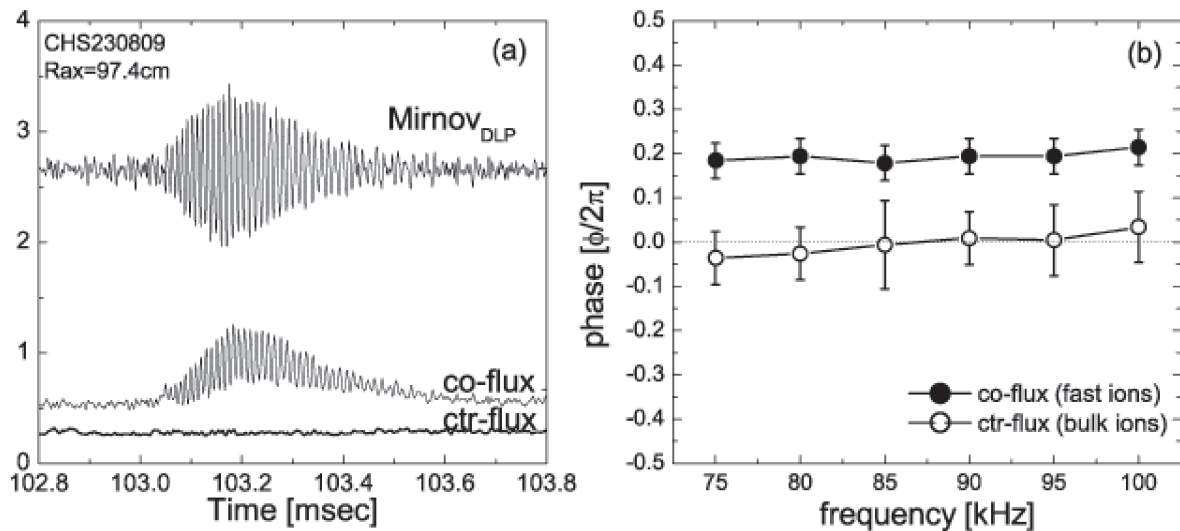 4
3
2
1
0
CHS230809
Rax=97.4cm
(a)
Mirnov_DLP
co-flux
ctr-flux
102.8 103.0 103.2 103.4 103.6 103.8
Time [msec]
phase [ϕ/2π]
0.5
0.4
0.3
0.2
0.1
0.0
-0.1
-0.2
-0.3
-0.4
-0.5
(b)
co-flux (fast ions)
ctr-flux (bulk ions)
75 80 85 90 95 100
frequency [kHz]